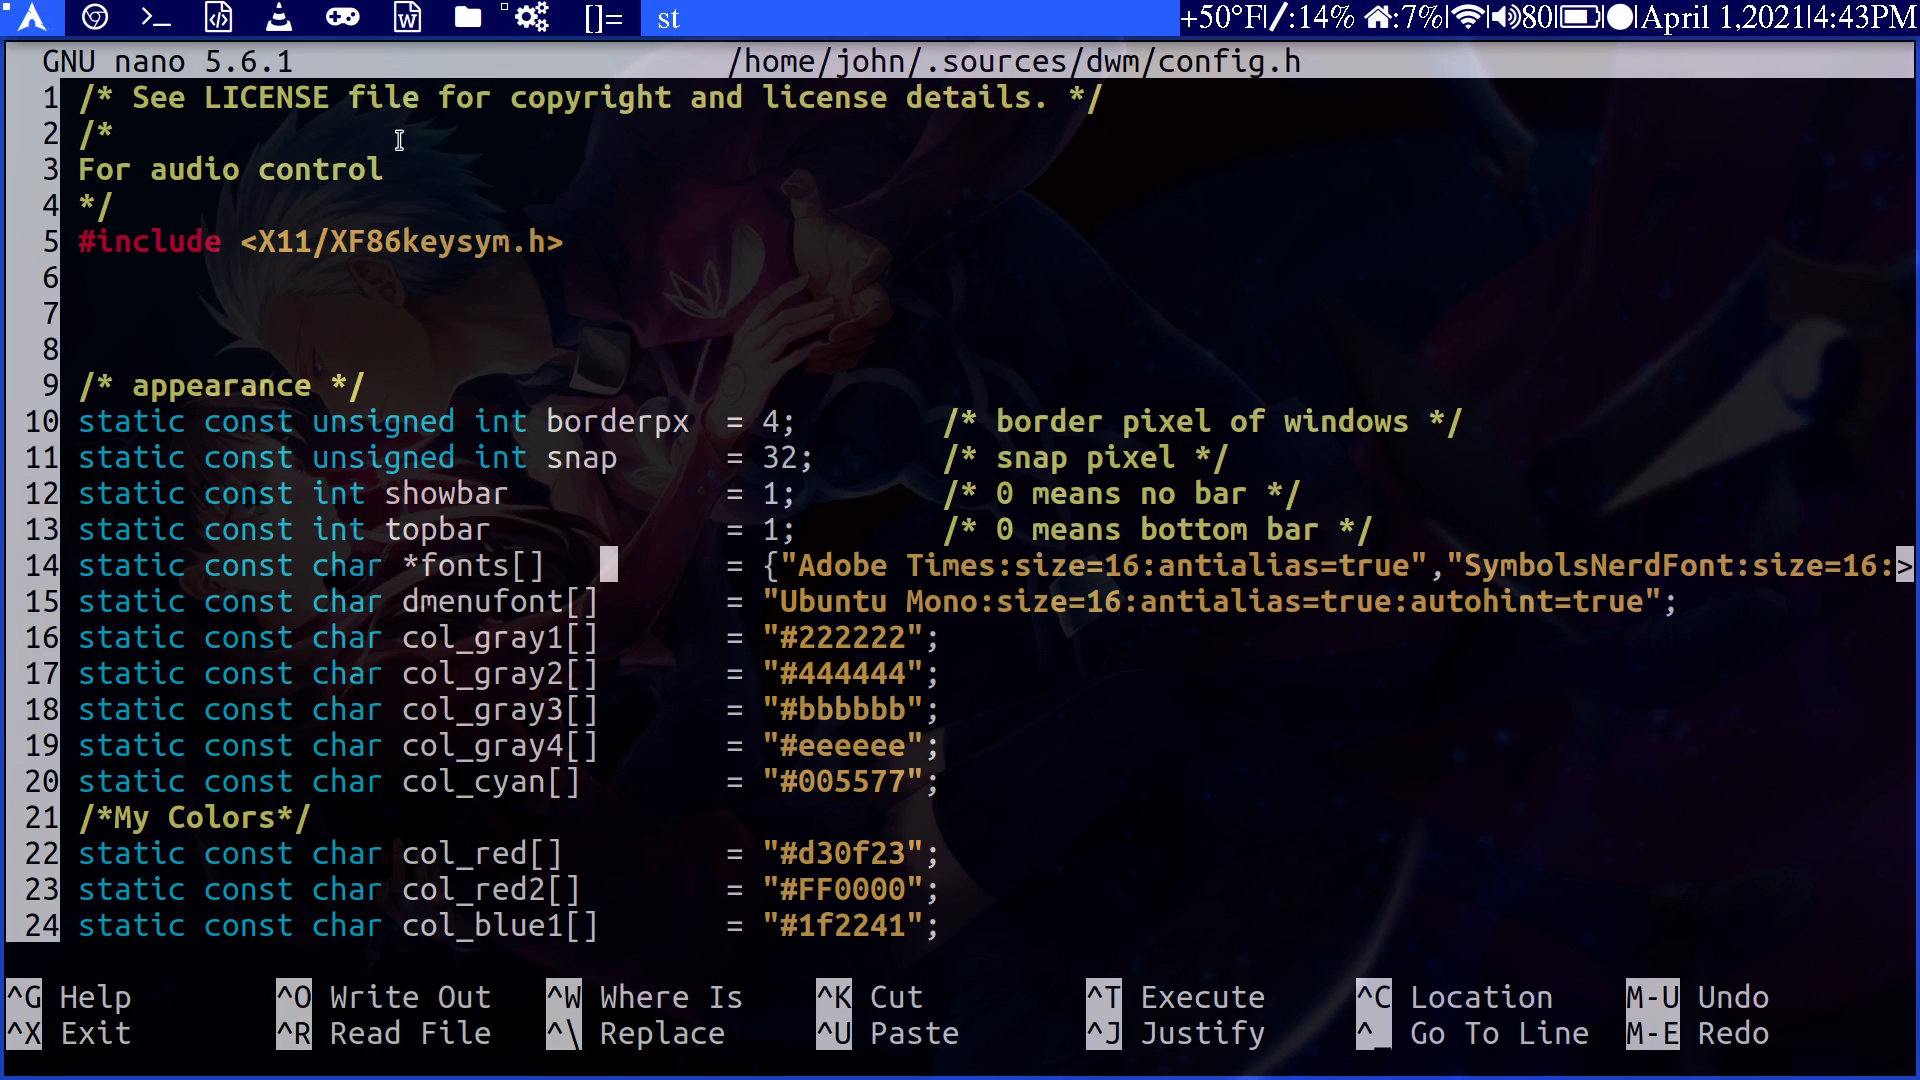 []= st +50°F|/:14% :7%| |80| | |April 1,2021|4:43PM
GNU nano 5.6.1 /home/john/.sources/dwm/config.h
1 /* See LICENSE file for copyright and license details. */
2 /*
3 For audio control
4 */
5 #include <X11/XF86keysym.h>
6
7
8
9 /* appearance */
10 static const unsigned int borderpx = 4; /* border pixel of windows */
11 static const unsigned int snap = 32; /* snap pixel */
12 static const int showbar = 1; /* 0 means no bar */
13 static const int topbar = 1; /* 0 means bottom bar */
14 static const char *fonts[] = {"Adobe Times:size=16:antialias=true","SymbolsNerdFont:size=16:>
15 static const char dmenufont[] = "Ubuntu Mono:size=16:antialias=true:autohint=true";
16 static const char col_gray1[] = "#222222";
17 static const char col_gray2[] = "#444444";
18 static const char col_gray3[] = "#bbbbbb";
19 static const char col_gray4[] = "#eeeeee";
20 static const char col_cyan[] = "#005577";
21 /*My Colors*/
22 static const char col_red[] = "#d30f23";
23 static const char col_red2[] = "#FF0000";
24 static const char col_blue1[] = "#1f2241";
^G Help ^O Write Out ^W Where Is ^K Cut ^T Execute ^C Location M-U Undo
^X Exit ^R Read File ^\ Replace ^U Paste ^J Justify ^_ Go To Line M-E Redo